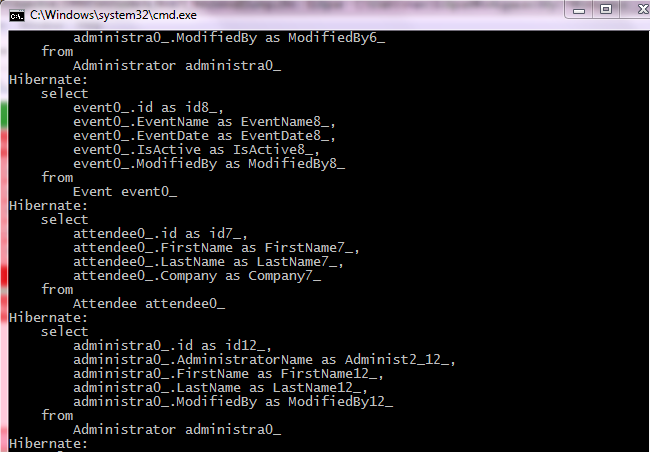 C:\Windows\system32\cmd.exe
administra0_.ModifiedBy as ModifiedBy6_
from
Administrator administra0_
Hibernate:
select
event0_.id as id8_,
event0_.EventName as EventName8_,
event0_.EventDate as EventDate8_,
event0_.IsActive as IsActive8_,
event0_.ModifiedBy as ModifiedBy8_
from
Event event0_
Hibernate:
select
attendee0_.id as id7_,
attendee0_.FirstName as FirstName7_,
attendee0_.LastName as LastName7_,
attendee0_.Company as Company7_
from
Attendee attendee0_
Hibernate:
select
administra0_.id as id12_,
administra0_.AdministratorName as Administ2_12_,
administra0_.FirstName as FirstName12_,
administra0_.LastName as LastName12_,
administra0_.ModifiedBy as ModifiedBy12_
from
Administrator administra0_
Hibernate: